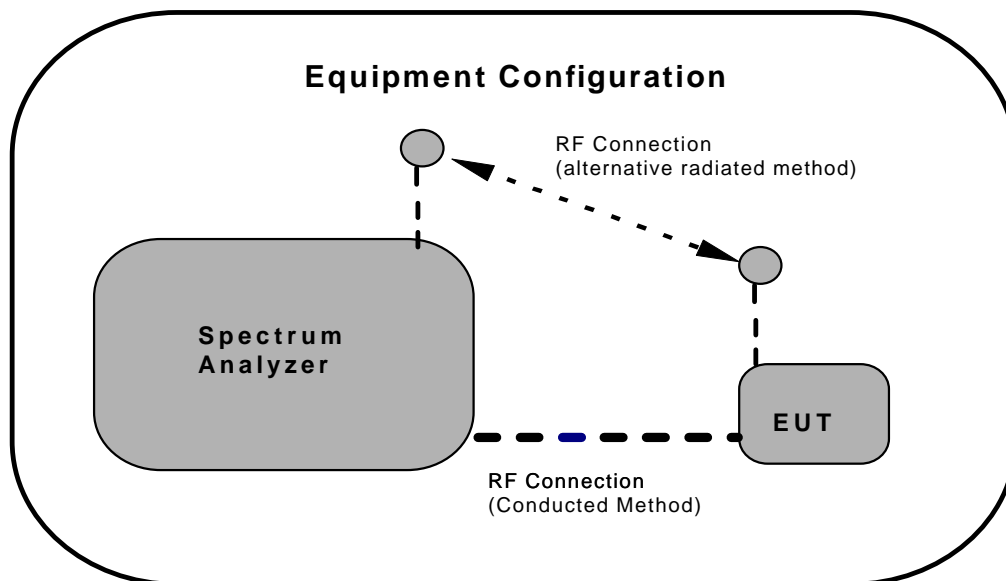 Equipment Configuration
RF Connection
(alternative radiated method)
Spectrum
Analyzer
EUT
RF Connection
(Conducted Method)